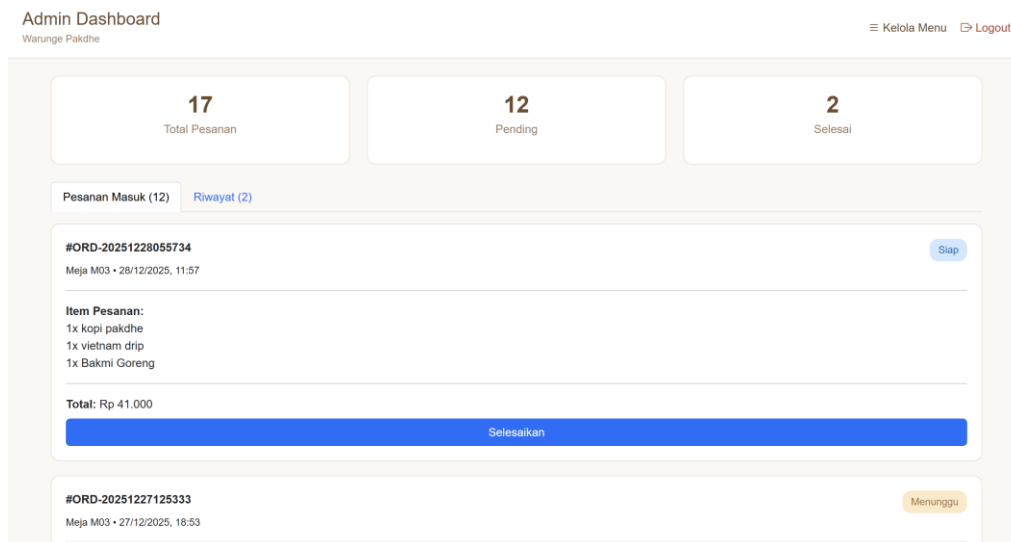 Admin Dashboard
Warunge Pakdhe
Kelola Menu
Logout
17
Total Pesanan
12
Pending
2
Selesai
Pesanan Masuk (12)
Riwayat (2)
#ORD-20251228055734
Siap
Meja M03 • 28/12/2025, 11:57
Item Pesanan:
1x kopi pakdhe
1x vietnam drip
1x Bakmi Goreng
Total: Rp 41.000
Selesaikan
#ORD-20251227125333
Menunggu
Meja M03 • 27/12/2025, 18:53